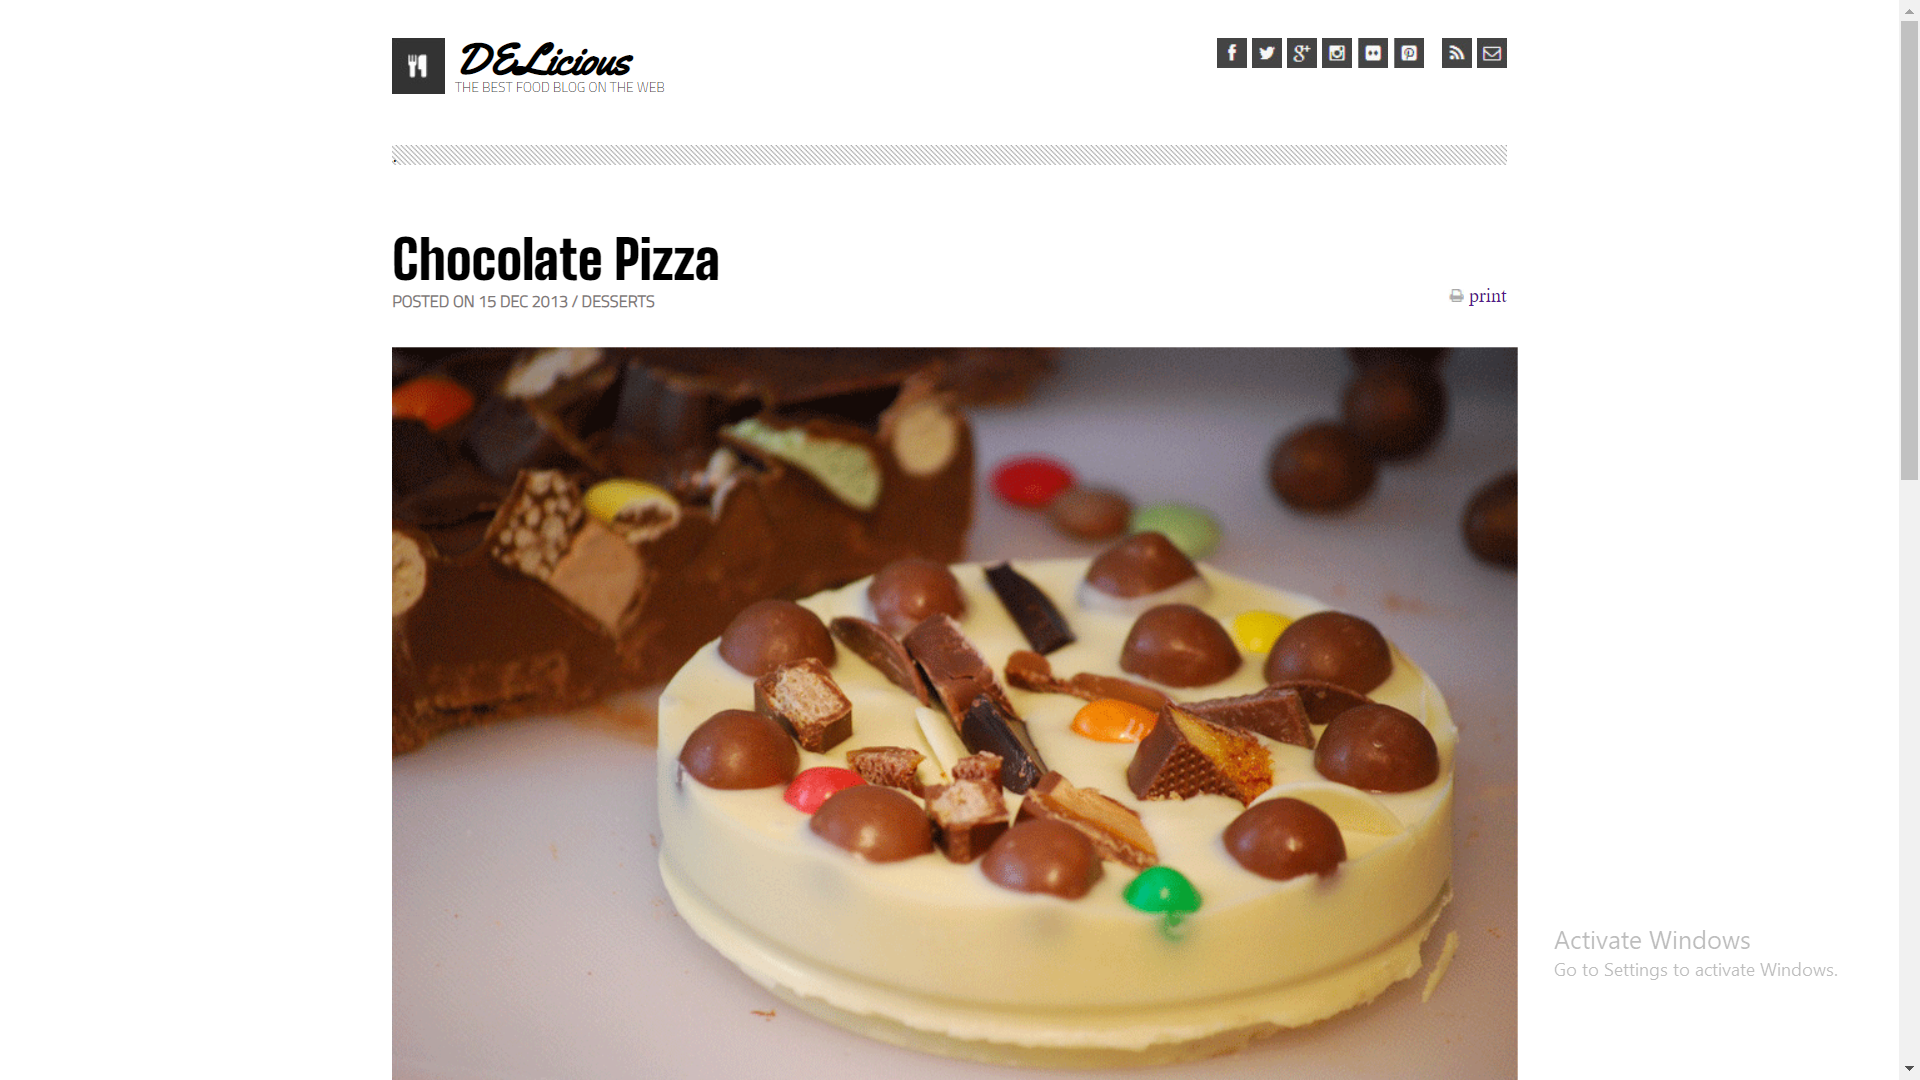 DELicious
THE BEST FOOD BLOG ON THE WEB
.
Chocolate Pizza
POSTED ON 15 DEC 2013 / DESSERTS
print
Activate Windows
Go to Settings to activate Windows.